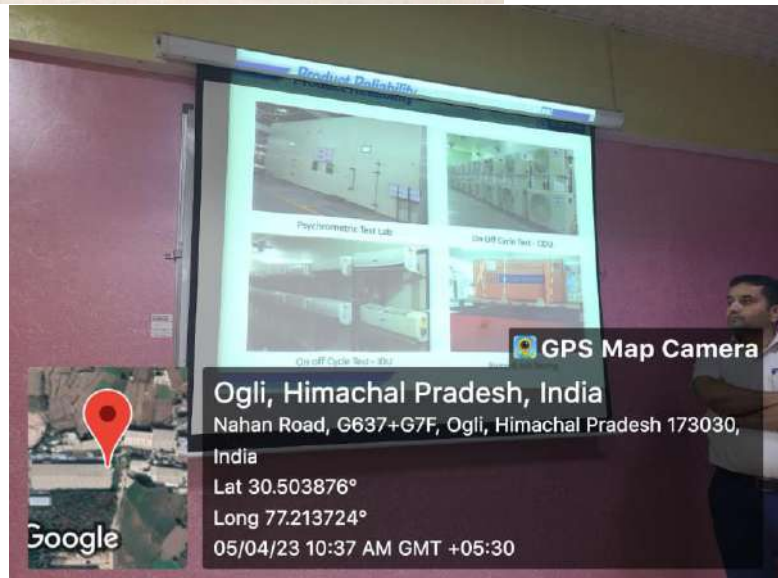 Product Reliability
Psychrometric Test Lab
On Off Cycle Test - ODU
On off Cycle Test - IDU
GPS Map Camera
Ogli, Himachal Pradesh, India
Nahan Road, G637+G7F, Ogli, Himachal Pradesh 173030,
India
Lat 30.503876°
Long 77.213724°
05/04/23 10:37 AM GMT +05:30
Google